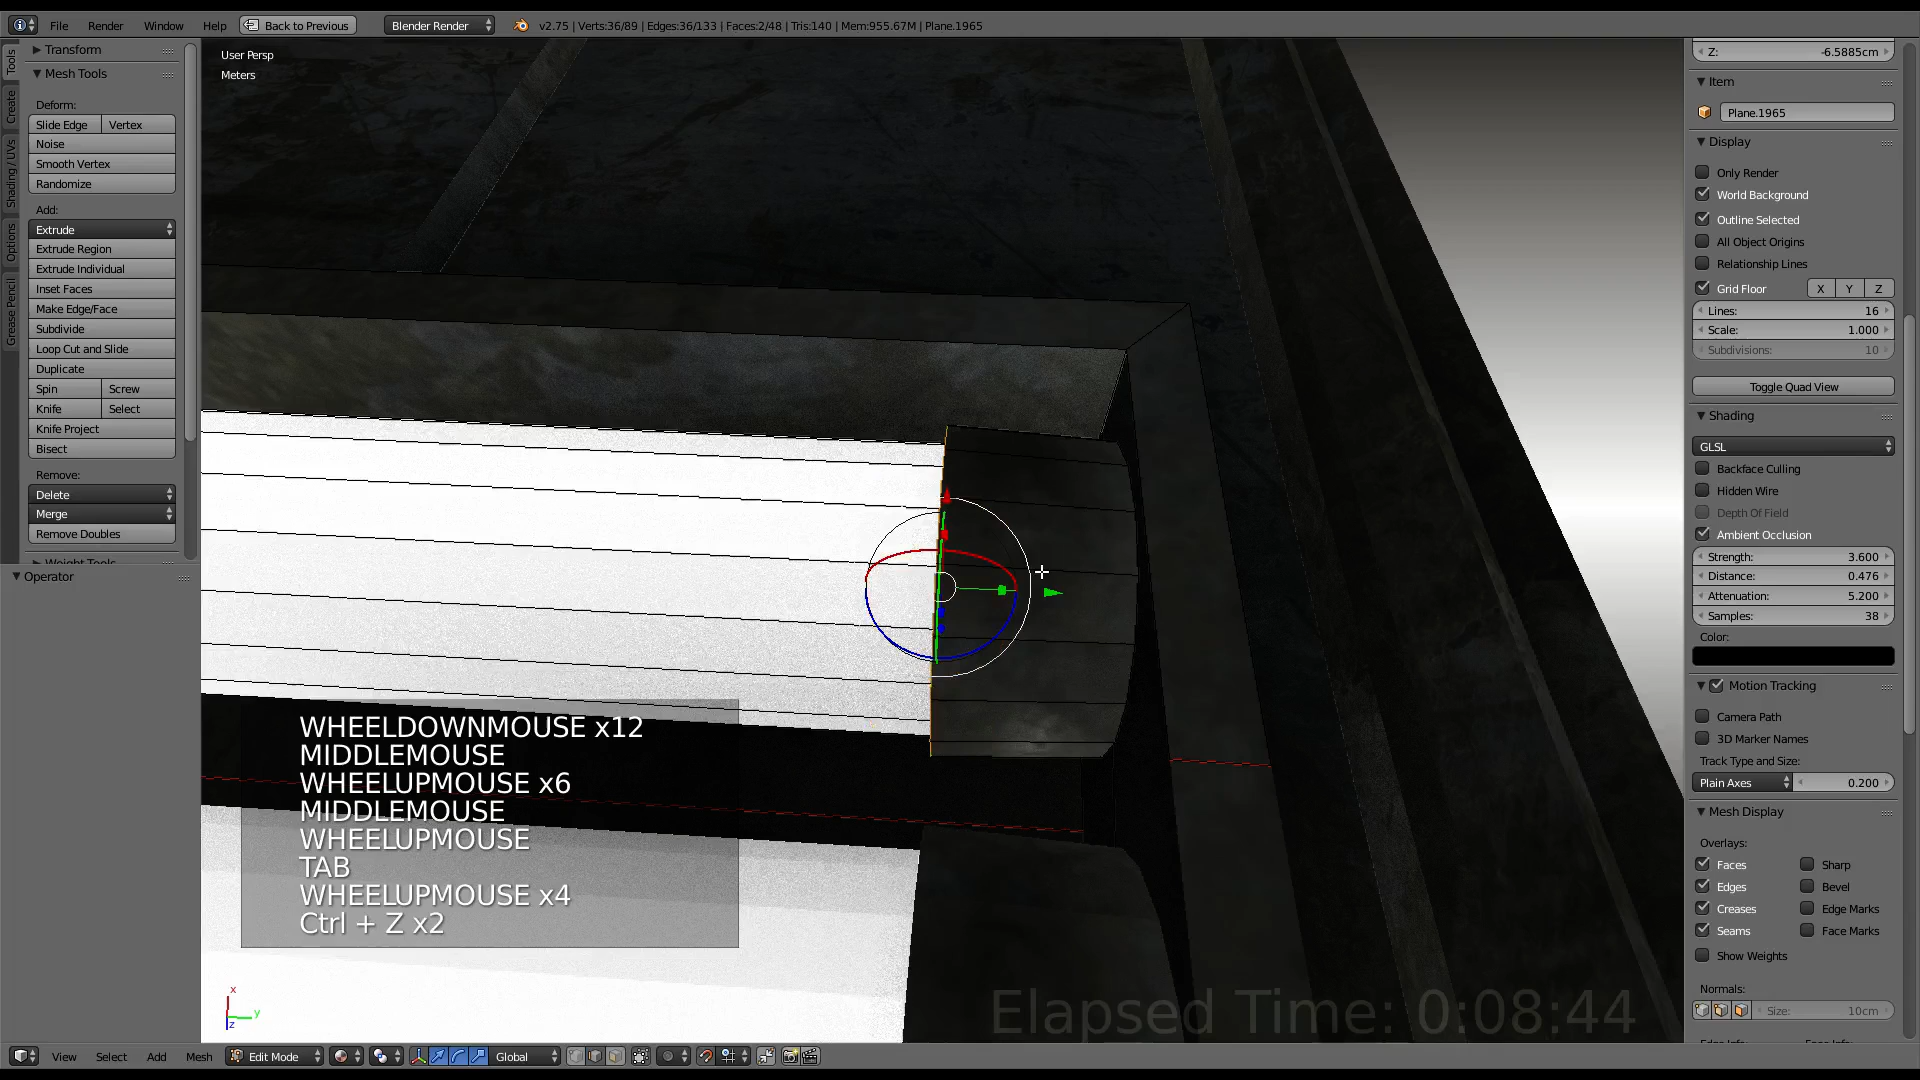 File Render Window Help Back to Previous Blender Render v2.75 | Verts:36/89 | Edges:36/133 | Faces:2/48 | Tris:140 | Mem:955.67M | Plane.1965
Tools
Create
Shading / UVs
Options
Grease Pencil
Transform
Mesh Tools
Deform:
Slide Edge Vertex
Noise
Smooth Vertex
Randomize
Add:
Extrude
Extrude Region
Extrude Individual
Inset Faces
Make Edge/Face
Subdivide
Loop Cut and Slide
Duplicate
Spin Screw
Knife Select
Knife Project
Bisect
Remove:
Delete
Merge
Remove Doubles
Weight Tools
Operator
User Persp
Meters
WHEELDOWNMOUSE x12
MIDDLEMOUSE
WHEELUPMOUSE x6
MIDDLEMOUSE
WHEELUPMOUSE
TAB
WHEELUPMOUSE x4
Ctrl + Z x2
x
y
z
Elapsed Time: 0:08:44
Z: -6.5885cm
Item
Plane.1965
Display
Only Render
World Background
Outline Selected
All Object Origins
Relationship Lines
Grid Floor X Y Z
Lines: 16
Scale: 1.000
Subdivisions: 10
Toggle Quad View
Shading
GLSL
Backface Culling
Hidden Wire
Depth Of Field
Ambient Occlusion
Strength: 3.600
Distance: 0.476
Attenuation: 5.200
Samples: 38
Color:
Motion Tracking
Camera Path
3D Marker Names
Track Type and Size:
Plain Axes 0.200
Mesh Display
Overlays:
Faces Sharp
Edges Bevel
Creases Edge Marks
Seams Face Marks
Show Weights
Normals:
Size: 10cm
View Select Add Mesh Edit Mode Global